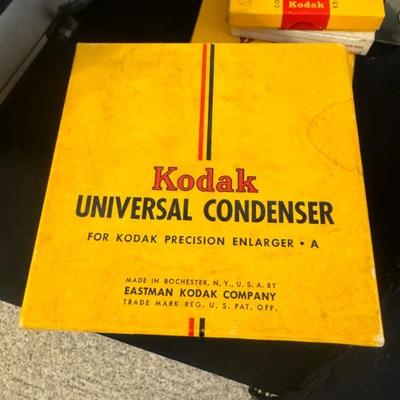 Kodak
Kodak
UNIVERSAL CONDENSER
FOR KODAK PRECISION ENLARGER • A
MADE IN ROCHESTER, N. Y., U. S. A. BY
EASTMAN KODAK COMPANY
TRADE MARK REG. U. S. PAT. OFF.